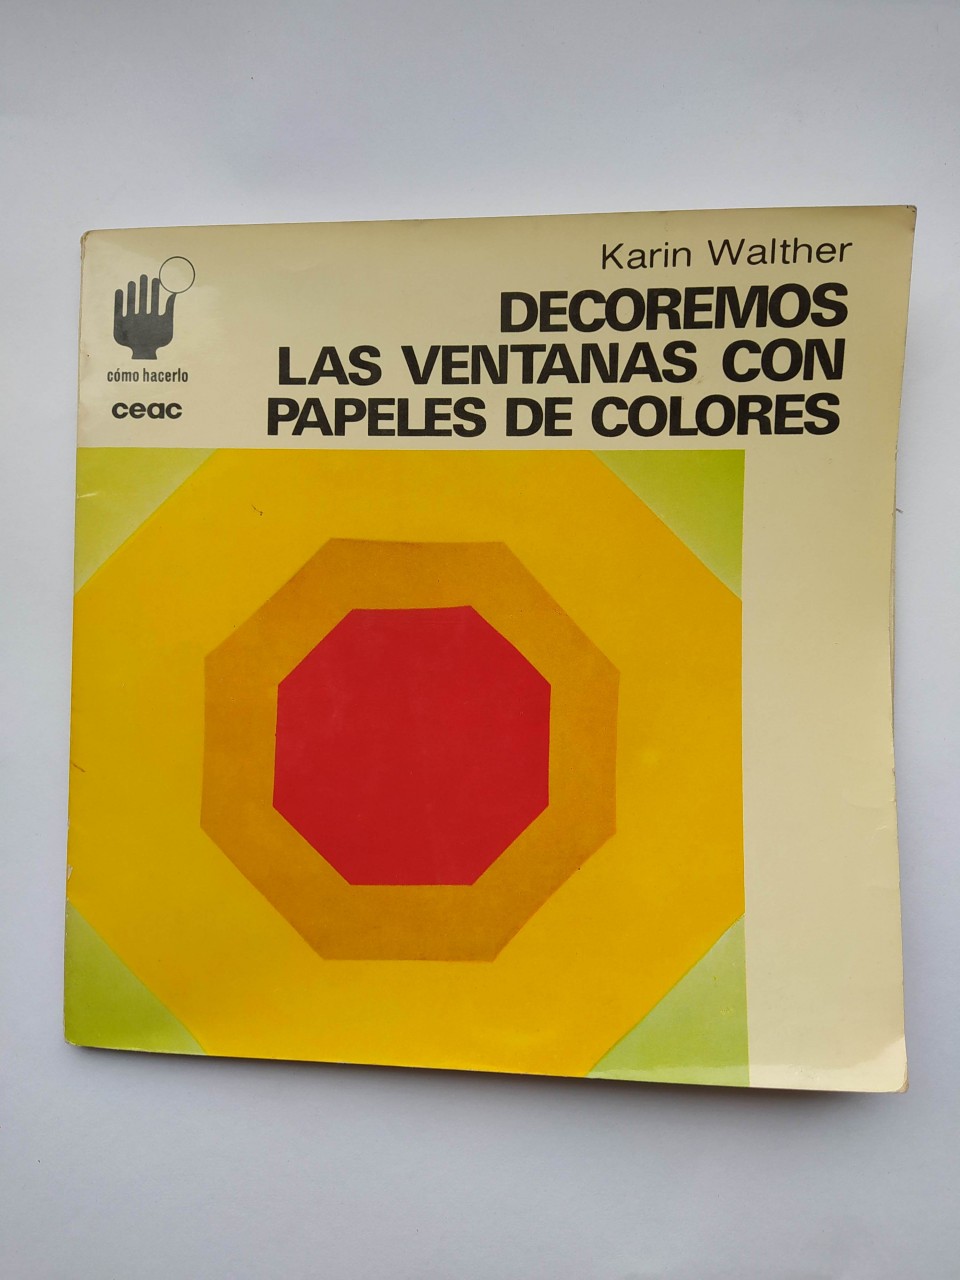 Karin Walther
DECOREMOS
LAS VENTANAS CON
PAPELES DE COLORES
cómo hacerlo
ceac